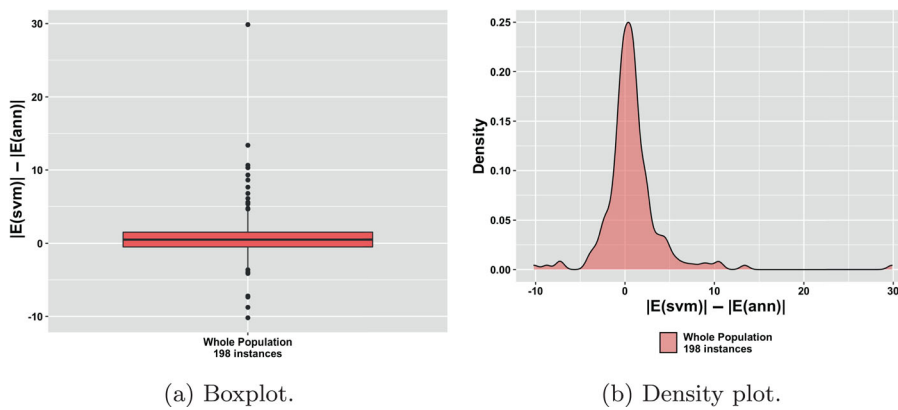 30
20
10
0
-10
|E(svm)| – |E(ann)|
Whole Population
198 instances
(a) Boxplot.
0.25
0.20
0.15
0.10
0.05
0.00
Density
-10 0 10 20 30
|E(svm)| – |E(ann)|
Whole Population
198 instances
(b) Density plot.